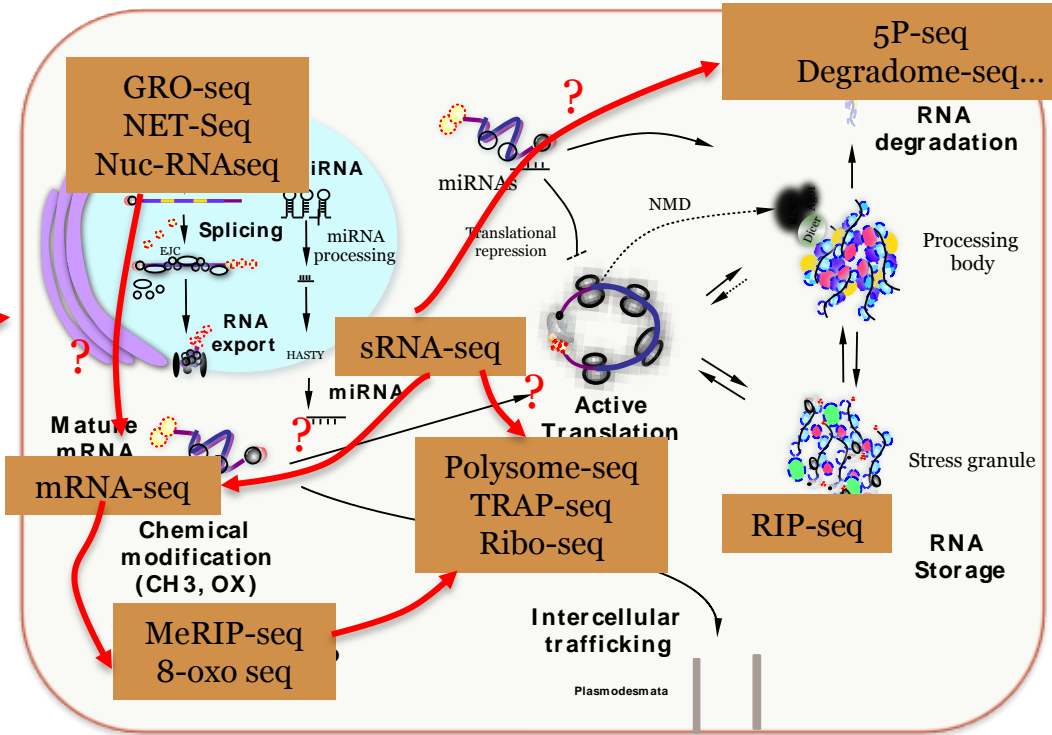 GRO-seq
NET-Seq
Nuc-RNAseq
5P-seq
Degradome-seq...
?
RNA
degradation
iRNA
miRNAs
Splicing
EJC
miRNA
processing
Translational
repression
NMD
Dicer
Processing
body
RNA
export
HASTY
sRNA-seq
?
miRNA
?
?
Active
Translation
Mature
mRNA
mRNA-seq
Polysome-seq
TRAP-seq
Ribo-seq
Stress granule
RIP-seq
RNA
Storage
Chemical
modification
(CH3, OX)
MeRIP-seq
8-oxo seq
Intercellular
trafficking
Plasmodesmata